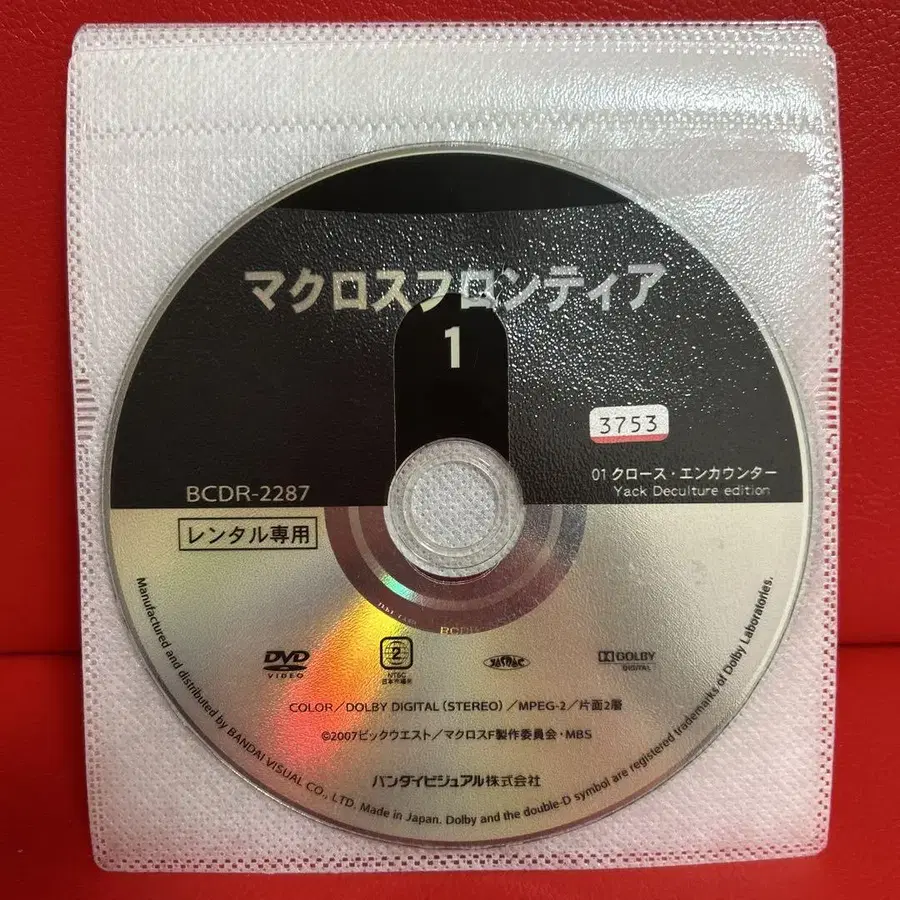 マクロスフロンティア
1
3753
01 クロース・エンカウンター
Yack Deculture edition
BCDR-2287
レンタル専用
DVD
VIDEO
2
NTSC
日本市場向
DOLBY
DIGITAL
COLOR／DOLBY DIGITAL（STEREO）／MPEG-2／片面2層
©2007ビックウエスト／マクロスF製作委員会・MBS
バンダイビジュアル株式会社
Manufactured and distributed by BANDAI VISUAL CO., LTD. Made in Japan. Dolby and the double-D symbol are registered trademarks of Dolby Laboratories.